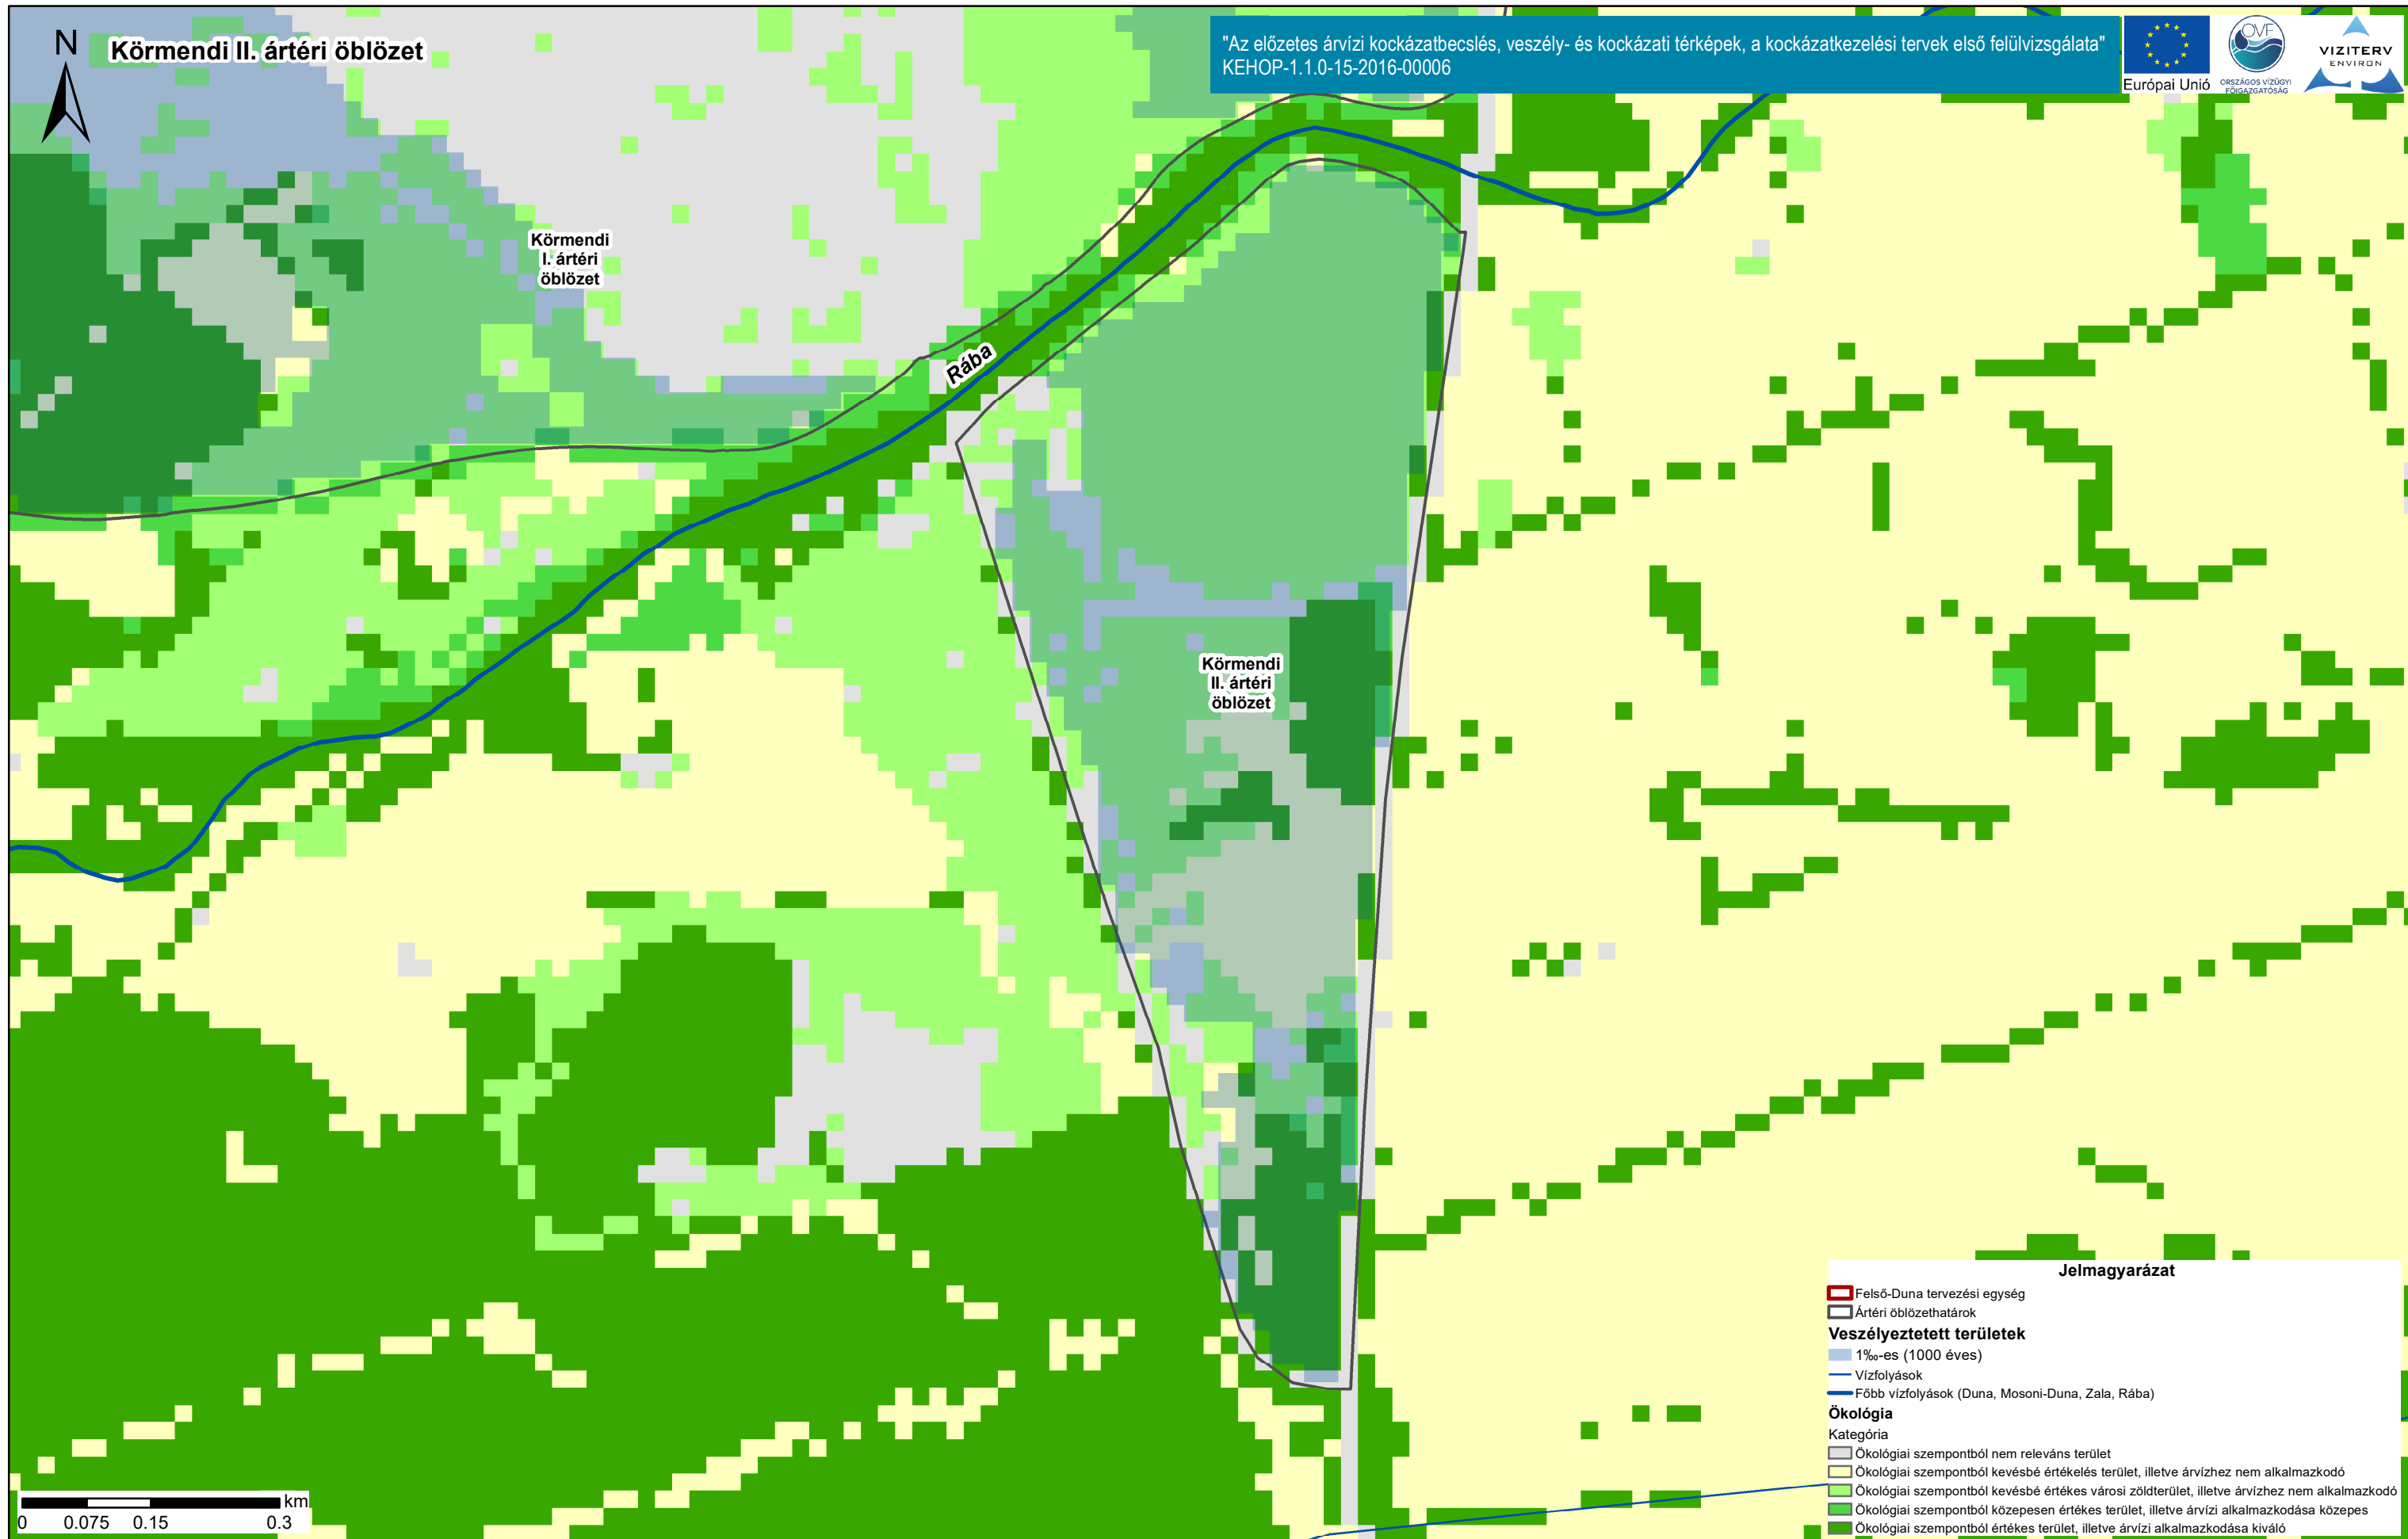 N
Körmendi II. ártéri öblözet
"Az előzetes árvízi kockázatbecslés, veszély- és kockázati térképek, a kockázatkezelési tervek első felülvizsgálata"
KEHOP-1.1.0-15-2016-00006
Európai Unió
OVF
ORSZÁGOS VÍZÜGYI
FŐIGAZGATÓSÁG
VIZITERV
ENVIRON
Körmendi
I. ártéri
öblözet
Rába
Körmendi
II. ártéri
öblözet
Jelmagyarázat
Felső-Duna tervezési egység
Ártéri öblözethatárok
Veszélyeztetett területek
1‰-es (1000 éves)
Vízfolyások
Főbb vízfolyások (Duna, Mosoni-Duna, Zala, Rába)
Ökológia
Kategória
Ökológiai szempontból nem releváns terület
Ökológiai szempontból kevésbé értékelés terület, illetve árvízhez nem alkalmazkodó
Ökológiai szempontból kevésbé értékes városi zöldterület, illetve árvízhez nem alkalmazkodó
Ökológiai szempontból közepesen értékes terület, illetve árvízi alkalmazkodása közepes
Ökológiai szempontból értékes terület, illetve árvízi alkalmazkodása kiváló
km
0 0.075 0.15 0.3